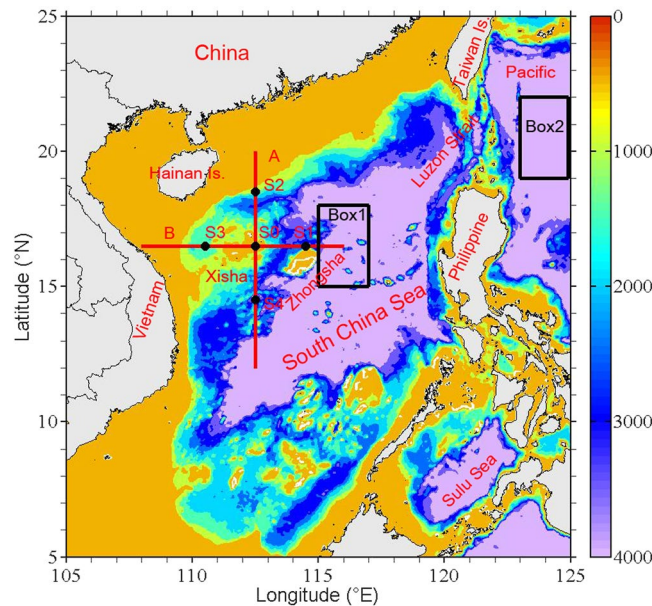 China
Taiwan Is.
Pacific
Box2
Luzon Strait
Hainan Is.
A
S2
B
S3
S0
S1
Box1
Xisha
S4
Zhongsha
Vietnam
Philippine
South China Sea
Sulu Sea
25
20
15
10
5
Latitude (°N)
105
110
115
120
125
Longitude (°E)
0
1000
2000
3000
4000